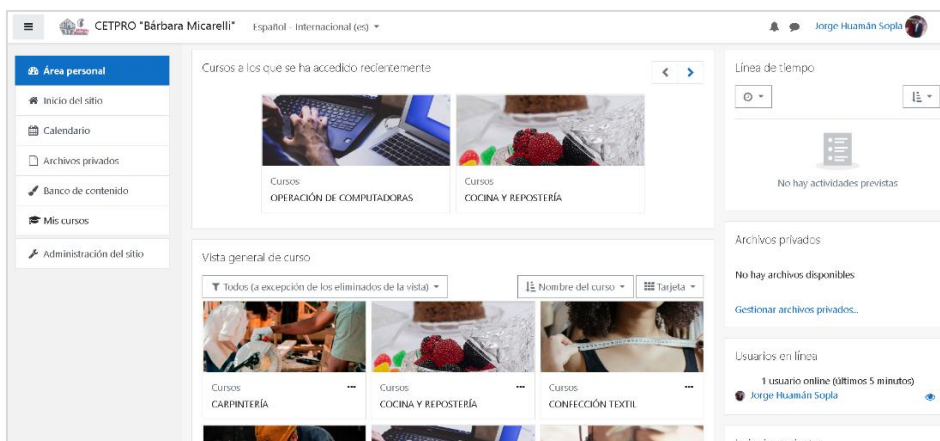 CETPRO "Bárbara Micarelli"
Español - Internacional (es)
Jorge Huamán Sopla
Área personal
Inicio del sitio
Calendario
Archivos privados
Banco de contenido
Mis cursos
Administración del sitio
Cursos a los que se ha accedido recientemente
Cursos
OPERACIÓN DE COMPUTADORAS
Cursos
COCINA Y REPOSTERÍA
Vista general de curso
Todos (a excepción de los eliminados de la vista)
Nombre del curso
Tarjeta
Cursos
CARPINTERÍA
Cursos
COCINA Y REPOSTERÍA
Cursos
CONFECCIÓN TEXTIL
Línea de tiempo
No hay actividades previstas
Archivos privados
No hay archivos disponibles
Gestionar archivos privados...
Usuarios en línea
1 usuario online (últimos 5 minutos)
Jorge Huamán Sopla